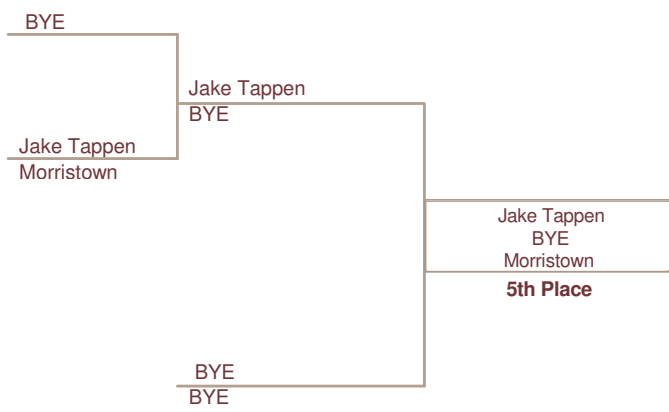 BYE
Jake Tappen
BYE
Jake Tappen
Morristown
Jake Tappen
BYE
Morristown
5th Place
BYE
BYE